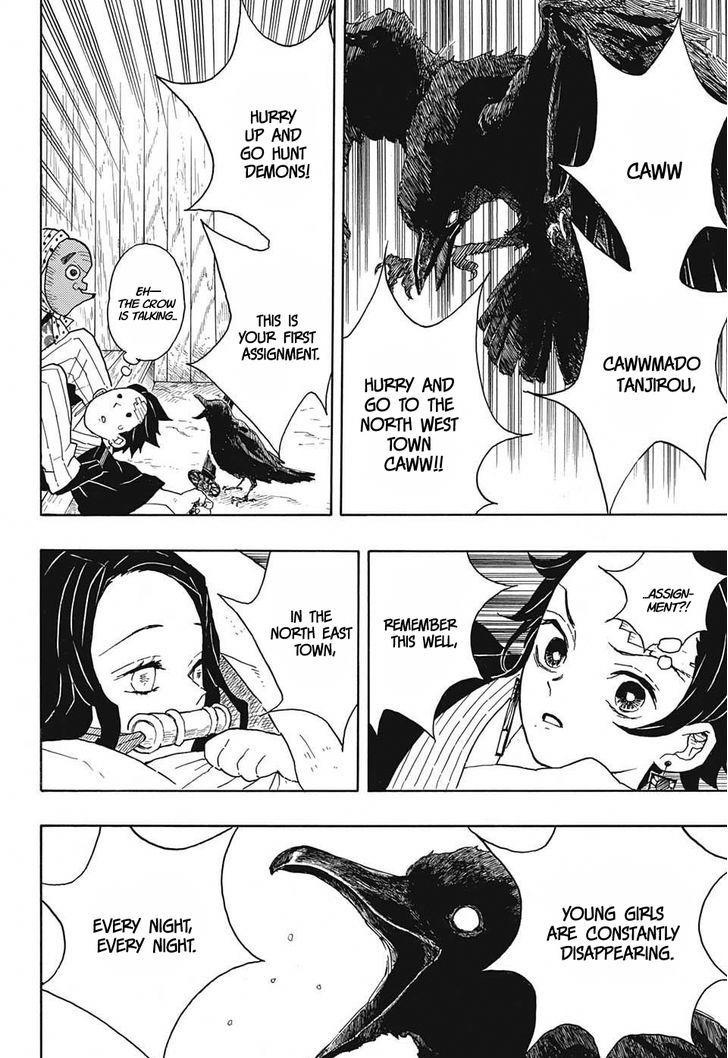 CAWW
CAWWMADO
TANJIROU,
HURRY AND
GO TO THE
NORTH WEST
TOWN
CAWW!!
HURRY
UP AND
GO HUNT
DEMONS!
THIS IS
YOUR FIRST
ASSIGNMENT.
EH—
THE CROW
IS TALKING...
...ASSIGN-
MENT?!
REMEMBER
THIS WELL,
IN THE
NORTH EAST
TOWN,
YOUNG GIRLS
ARE CONSTANTLY
DISAPPEARING.
EVERY NIGHT,
EVERY NIGHT.